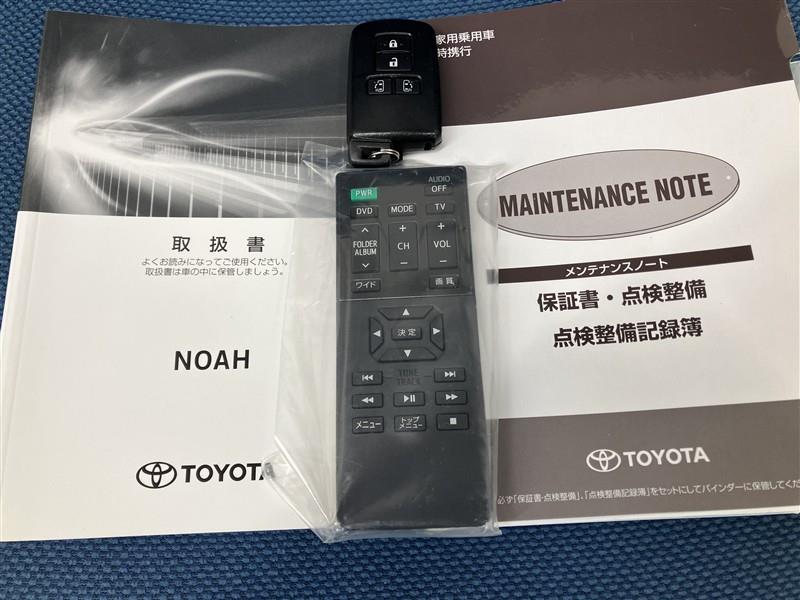 取扱書
よくお読みになってご使用ください。
取扱書は車の中に保管しましょう。
NOAH
TOYOTA
PWR
AUDIO
OFF
DVD
MODE
TV
FOLDER
ALBUM
+
CH
−
+
VOL
−
ワイド
画質
決定
TUNE
TRACK
メニュー
トップ
メニュー
家用乗用車
時携行
MAINTENANCE NOTE
メンテナンスノート
保証書・点検整備
点検整備記録簿
TOYOTA
必ず「保証書・点検整備」、「点検整備記録簿」をセットにしてバインダーに保管してくだ